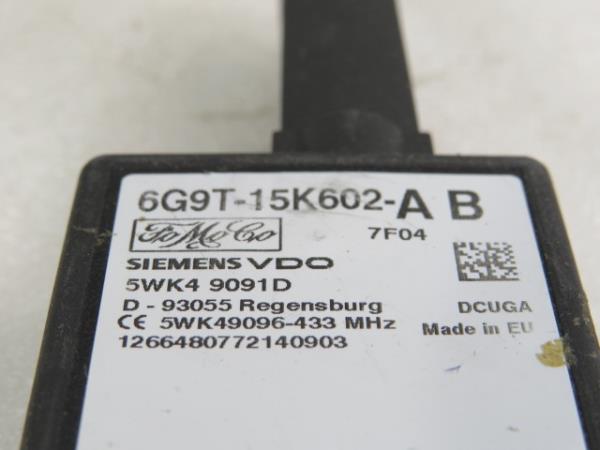 6G9T-15K602-A B
FoMoCo 7F04
SIEMENS VDO
5WK4 9091D
D - 93055 Regensburg DCUGA
CE 5WK49096-433 MHz Made in EU
1266480772140903